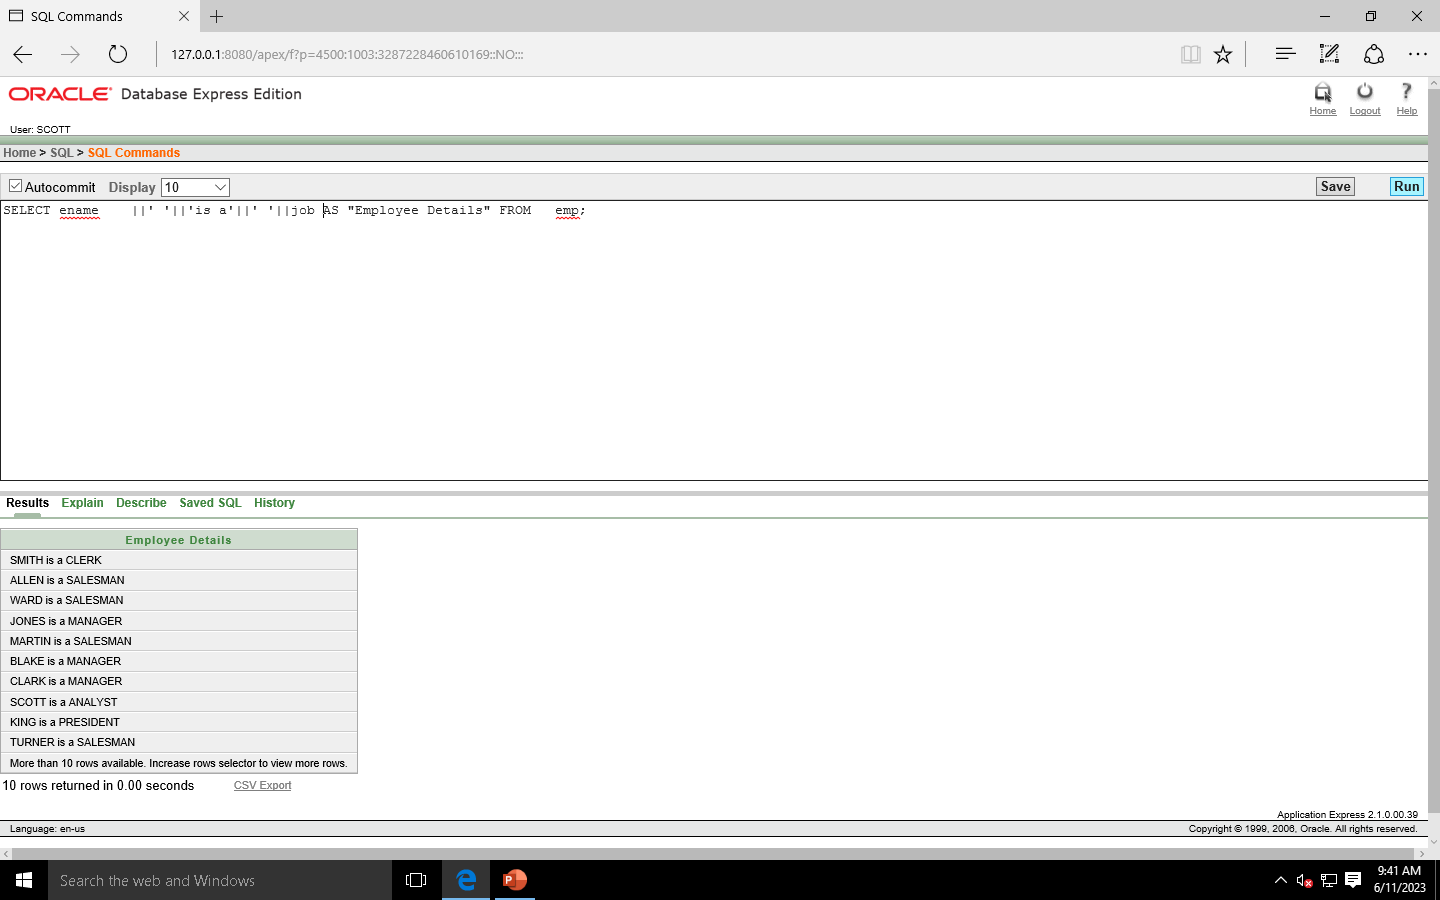 SQL Commands
127.0.0.1:8080/apex/f?p=4500:1003:3287228460610169::NO:::
ORACLE Database Express Edition
Home Logout Help
User: SCOTT
Home > SQL > SQL Commands
Autocommit Display 10 Save Run
SELECT ename    ||' '||'is a'||' '||job AS "Employee Details" FROM   emp;
Results Explain Describe Saved SQL History
Employee Details
SMITH is a CLERK
ALLEN is a SALESMAN
WARD is a SALESMAN
JONES is a MANAGER
MARTIN is a SALESMAN
BLAKE is a MANAGER
CLARK is a MANAGER
SCOTT is a ANALYST
KING is a PRESIDENT
TURNER is a SALESMAN
More than 10 rows available. Increase rows selector to view more rows.
10 rows returned in 0.00 seconds CSV Export
Application Express 2.1.0.00.39
Language: en-us Copyright © 1999, 2006, Oracle. All rights reserved.
Search the web and Windows
9:41 AM
6/11/2023